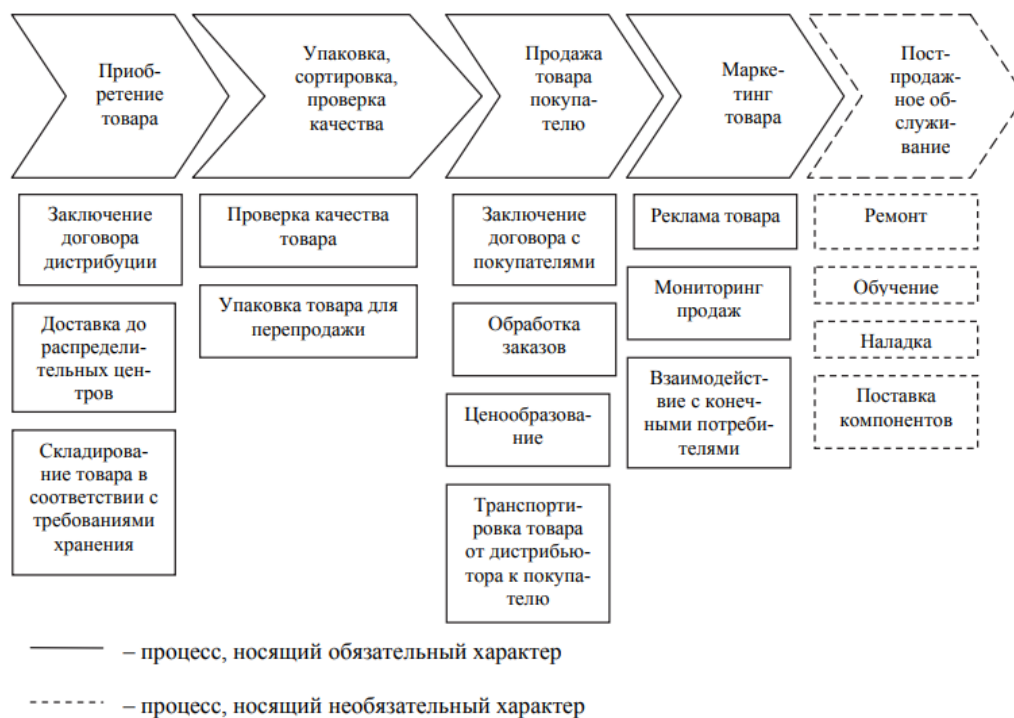 Приоб-
ретение
товара
Упаковка,
сортировка,
проверка
качества
Продажа
товара
покупа-
телю
Марке-
тинг
товара
Пост-
продаж-
ное об-
служи-
вание
Заключение
договора
дистрибуции
Доставка до
распредели-
тельных цен-
тров
Складирова-
ние товара в
соответствии с
требованиями
хранения
Проверка качества
товара
Упаковка товара для
перепродажи
Заключение
договора с
покупателями
Обработка
заказов
Ценообразова-
ние
Транспорти-
ровка товара
от дистрибью-
тора к покупа-
телю
Реклама товара
Мониторинг
продаж
Взаимодейст-
вие с конеч-
ными потреби-
телями
Ремонт
Обучение
Наладка
Поставка
компонентов
– процесс, носящий обязательный характер
– процесс, носящий необязательный характер